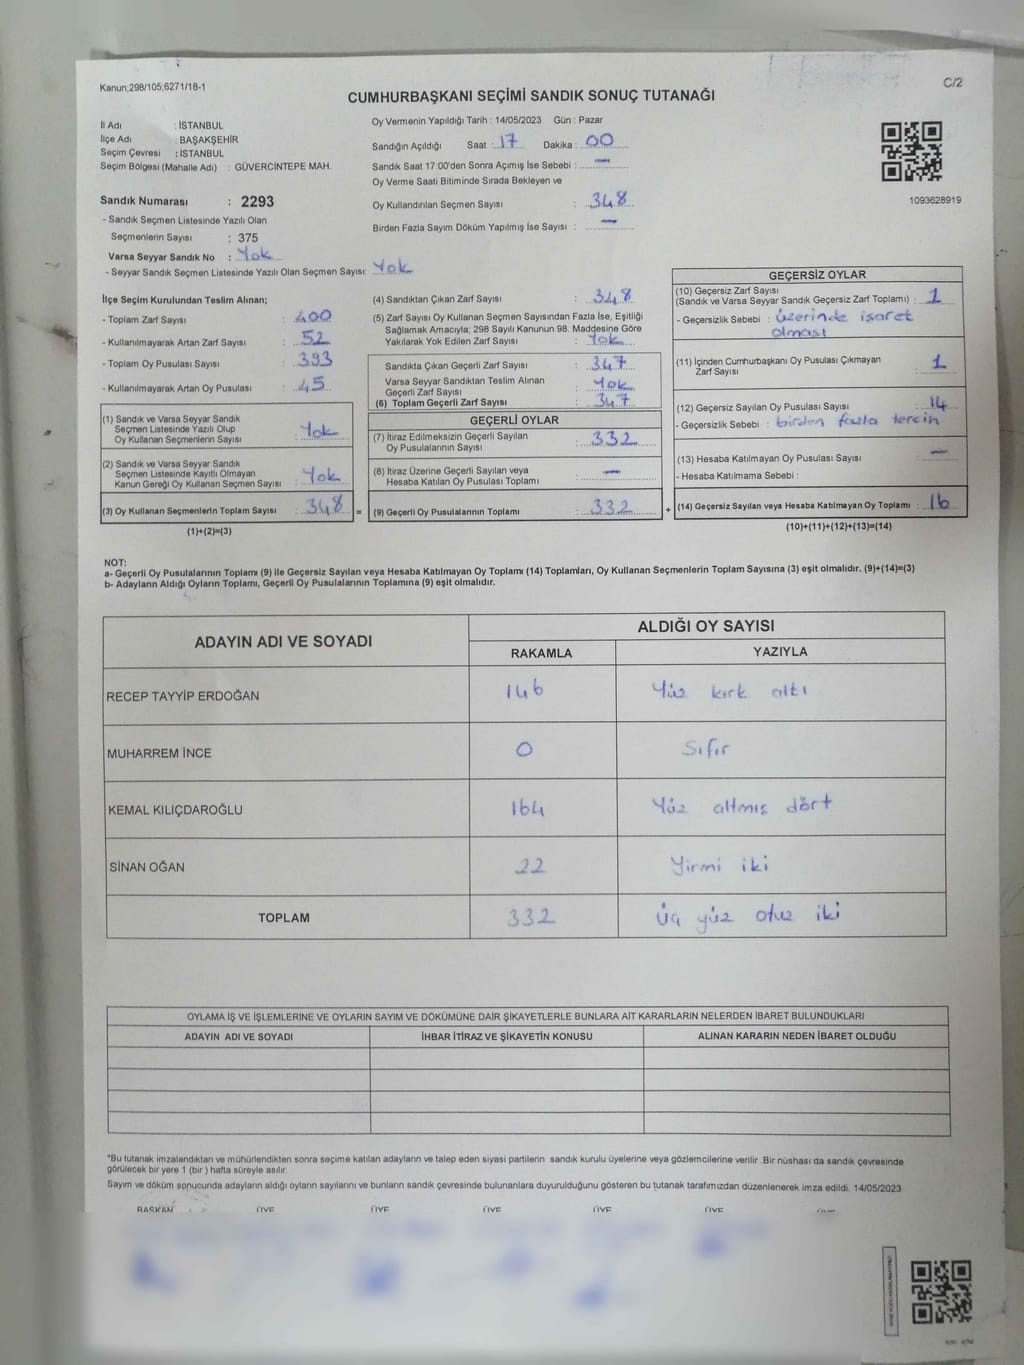 Kanun;298/105;6271/18-1
C/2
CUMHURBAŞKANI SEÇİMİ SANDIK SONUÇ TUTANAĞI
İl Adı : İSTANBUL
İlçe Adı : BAŞAKŞEHİR
Seçim Çevresi : İSTANBUL
Seçim Bölgesi (Mahalle Adı) : GÜVERCİNTEPE MAH.
Sandık Numarası : 2293
- Sandık Seçmen Listesinde Yazılı Olan
Seçmenlerin Sayısı : 375
Varsa Seyyar Sandık No : Yok
- Seyyar Sandık Seçmen Listesinde Yazılı Olan Seçmen Sayısı: Yok
Oy Vermenin Yapıldığı Tarih : 14/05/2023 Gün : Pazar
Sandığın Açıldığı Saat : 17 Dakika : 00
Sandık Saat 17:00'den Sonra Açımış İse Sebebi : —
Oy Verme Saati Bitiminde Sırada Bekleyen ve
Oy Kullandırılan Seçmen Sayısı : 348
Birden Fazla Sayım Döküm Yapılmış İse Sayısı : —
1093628919
İlçe Seçim Kurulundan Teslim Alınan;
- Toplam Zarf Sayısı : 400
- Kullanılmayarak Artan Zarf Sayısı : 52
- Toplam Oy Pusulası Sayısı : 393
- Kullanılmayarak Artan Oy Pusulası : 45
(1) Sandık ve Varsa Seyyar Sandık
Seçmen Listesinde Yazılı Olup
Oy Kullanan Seçmenlerin Sayısı : Yok
(2) Sandık ve Varsa Seyyar Sandık
Seçmen Listesinde Kayıtlı Olmayan
Kanun Gereği Oy Kullanan Seçmen Sayısı : Yok
(3) Oy Kullanan Seçmenlerin Toplam Sayısı : 348 =
(1)+(2)=(3)
(4) Sandıktan Çıkan Zarf Sayısı : 348
(5) Zarf Sayısı Oy Kullanan Seçmen Sayısından Fazla İse, Eşitliği
Sağlamak Amacıyla; 298 Sayılı Kanunun 98. Maddesine Göre
Yakılarak Yok Edilen Zarf Sayısı : Yok
Sandıkta Çıkan Geçerli Zarf Sayısı : 347
Varsa Seyyar Sandıktan Teslim Alınan
Geçerli Zarf Sayısı : Yok
(6) Toplam Geçerli Zarf Sayısı : 347
GEÇERLİ OYLAR
(7) İtiraz Edilmeksizin Geçerli Sayılan
Oy Pusulasının Sayısı : 332
(8) İtiraz Üzerine Geçerli Sayılan veya
Hesaba Katılan Oy Pusulası Toplamı : —
(9) Geçerli Oy Pusulalarının Toplamı : 332 +
GEÇERSİZ OYLAR
(10) Geçersiz Zarf Sayısı
(Sandık ve Varsa Seyyar Sandık Geçersiz Zarf Toplamı) : 1
- Geçersizlik Sebebi : üzerinde işaret
olması
(11) İçinden Cumhurbaşkanı Oy Pusulası Çıkmayan
Zarf Sayısı : 1
(12) Geçersiz Sayılan Oy Pusulası Sayısı : 14
- Geçersizlik Sebebi : birden fazla tercin
(13) Hesaba Katılmayan Oy Pusulası Sayısı : —
- Hesaba Katılmama Sebebi :
(14) Geçersiz Sayılan veya Hesaba Katılmayan Oy Toplamı : 16
(10)+(11)+(12)+(13)=(14)
NOT:
a- Geçerli Oy Pusulalarının Toplamı (9) ile Geçersiz Sayılan veya Hesaba Katılmayan Oy Toplamı (14) Toplamları, Oy Kullanan Seçmenlerin Toplam Sayısına (3) eşit olmalıdır. (9)+(14)=(3)
b- Adayların Aldığı Oyların Toplamı, Geçerli Oy Pusulalarının Toplamına (9) eşit olmalıdır.
ADAYIN ADI VE SOYADI
ALDIĞI OY SAYISI
RAKAMLA YAZIYLA
RECEP TAYYİP ERDOĞAN 146 Yüz kırk altı
MUHARREM İNCE 0 Sıfır
KEMAL KILIÇDAROĞLU 164 Yüz altmış dört
SİNAN OĞAN 22 Yirmi iki
TOPLAM 332 Üç yüz otuz iki
OYLAMA İŞ VE İŞLEMLERİNE VE OYLARIN SAYIM VE DÖKÜMÜNE DAİR ŞİKAYETLERLE BUNLARA AİT KARARLARIN NELERDEN İBARET BULUNDUKLARI
ADAYIN ADI VE SOYADI İHBAR İTİRAZ VE ŞİKAYETİN KONUSU ALINAN KARARIN NEDEN İBARET OLDUĞU
*Bu tutanak imzalandıktan ve mühürlendikten sonra seçime katılan adayların ve talep eden siyasi partilerin sandık kurulu üyelerine veya gözlemcilerine verilir. Bir nüshası da sandık çevresinde
görülecek bir yere 1 (bir ) hafta süreyle asılır.
Sayım ve döküm sonucunda adayların aldığı oyların sayılarını ve bunların sandık çevresinde bulunanlara duyurulduğunu gösteren bu tutanak tarafımızdan düzenlenerek imza edildi. 14/05/2023
BAŞKAN ÜYE ÜYE ÜYE ÜYE ÜYE